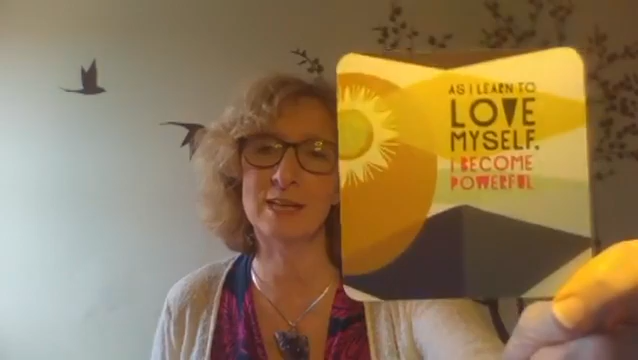 AS I LEARN TO
LOVE
MYSELF,
I BECOME
POWERFUL